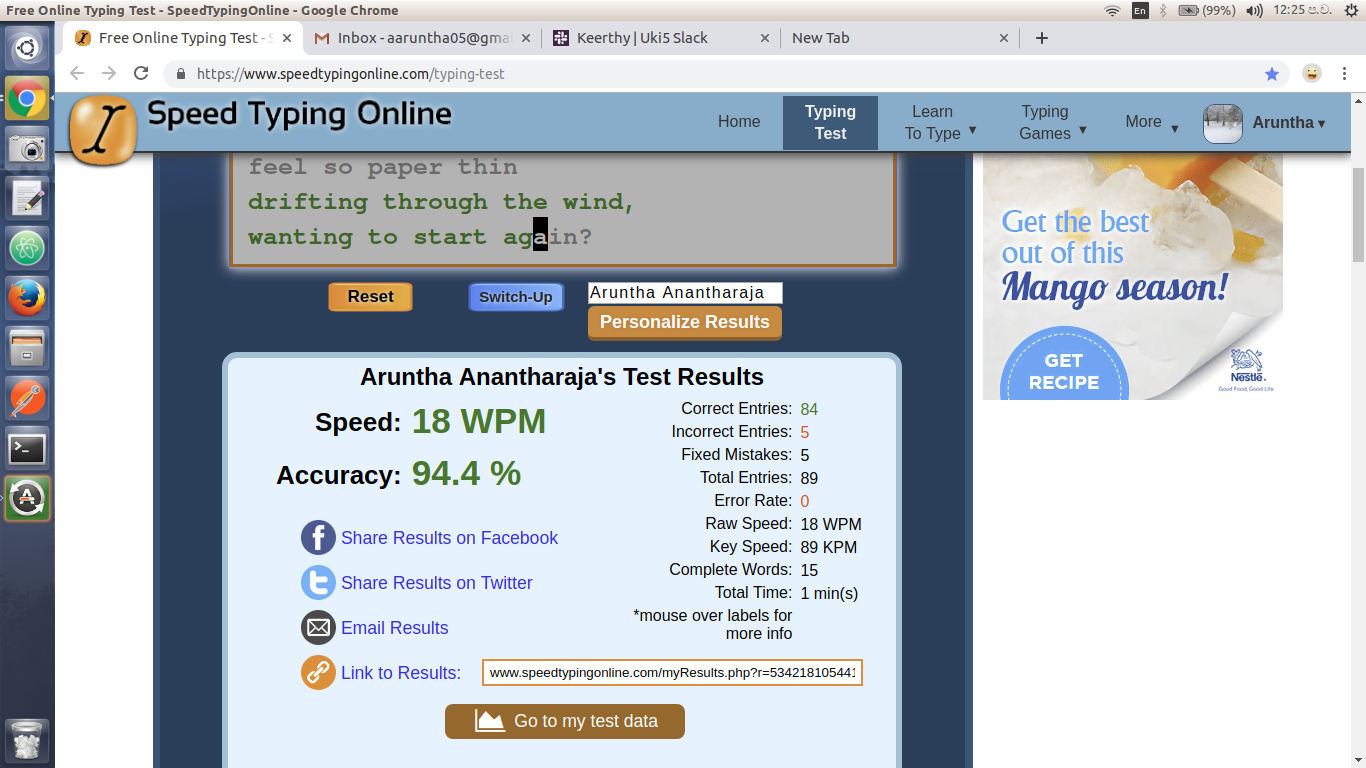 Free Online Typing Test - SpeedTypingOnline - Google Chrome
En (99%) 12:25 ප.ව.
Free Online Typing Test - S
Inbox - aaruntha05@gma
Keerthy | Uki5 Slack
New Tab
https://www.speedtypingonline.com/typing-test
Speed Typing Online
Home
Typing
Test
Learn
To Type ▼
Typing
Games ▼
More ▼
Aruntha ▾
feel so paper thin
drifting through the wind,
wanting to start again?
Reset
Switch-Up
Aruntha Anantharaja
Personalize Results
Aruntha Anantharaja's Test Results
Speed: 18 WPM
Accuracy: 94.4 %
Share Results on Facebook
Share Results on Twitter
Email Results
Link to Results: www.speedtypingonline.com/myResults.php?r=534218105441
Correct Entries: 84
Incorrect Entries: 5
Fixed Mistakes: 5
Total Entries: 89
Error Rate: 0
Raw Speed: 18 WPM
Key Speed: 89 KPM
Complete Words: 15
Total Time: 1 min(s)
*mouse over labels for
more info
Go to my test data
Get the best
out of this
Mango season!
GET
RECIPE
Nestlé
Good Food, Good Life